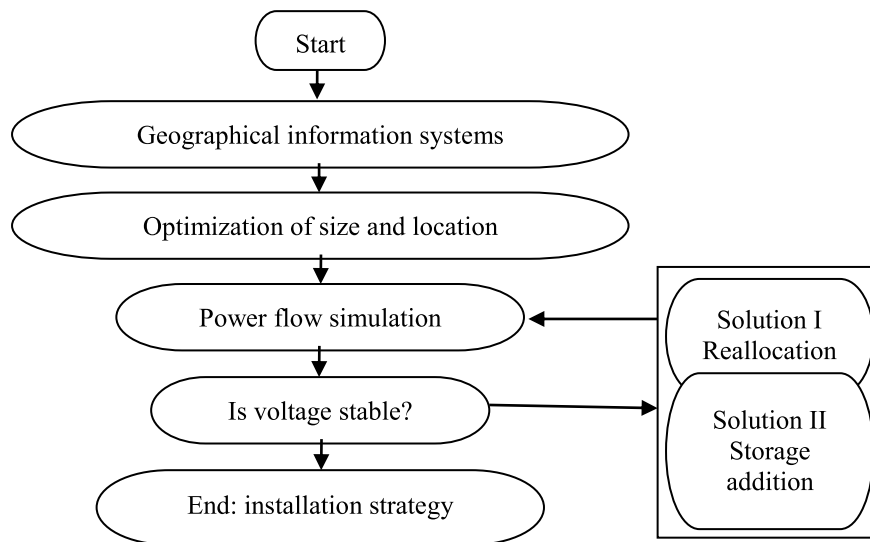 Start
Geographical information systems
Optimization of size and location
Power flow simulation
Is voltage stable?
End: installation strategy
Solution I
Reallocation
Solution II
Storage
addition